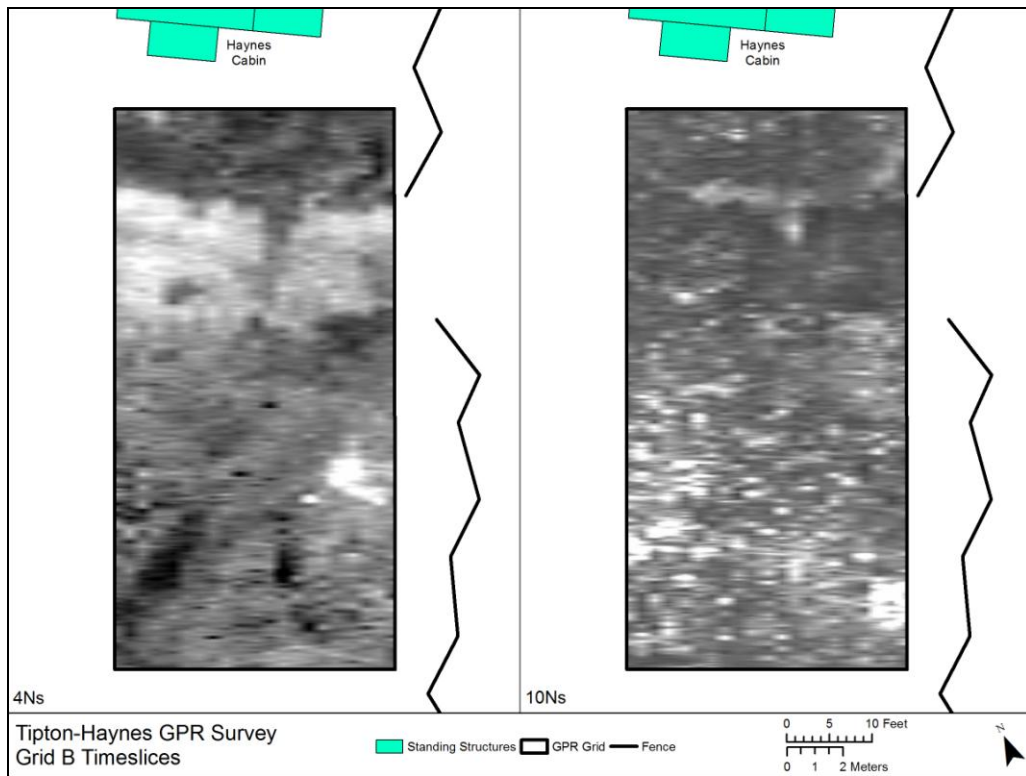 Haynes
Cabin
Haynes
Cabin
4Ns
10Ns
Tipton-Haynes GPR Survey
Grid B Timeslices
Standing Structures GPR Grid Fence
0 5 10 Feet
0 1 2 Meters
N